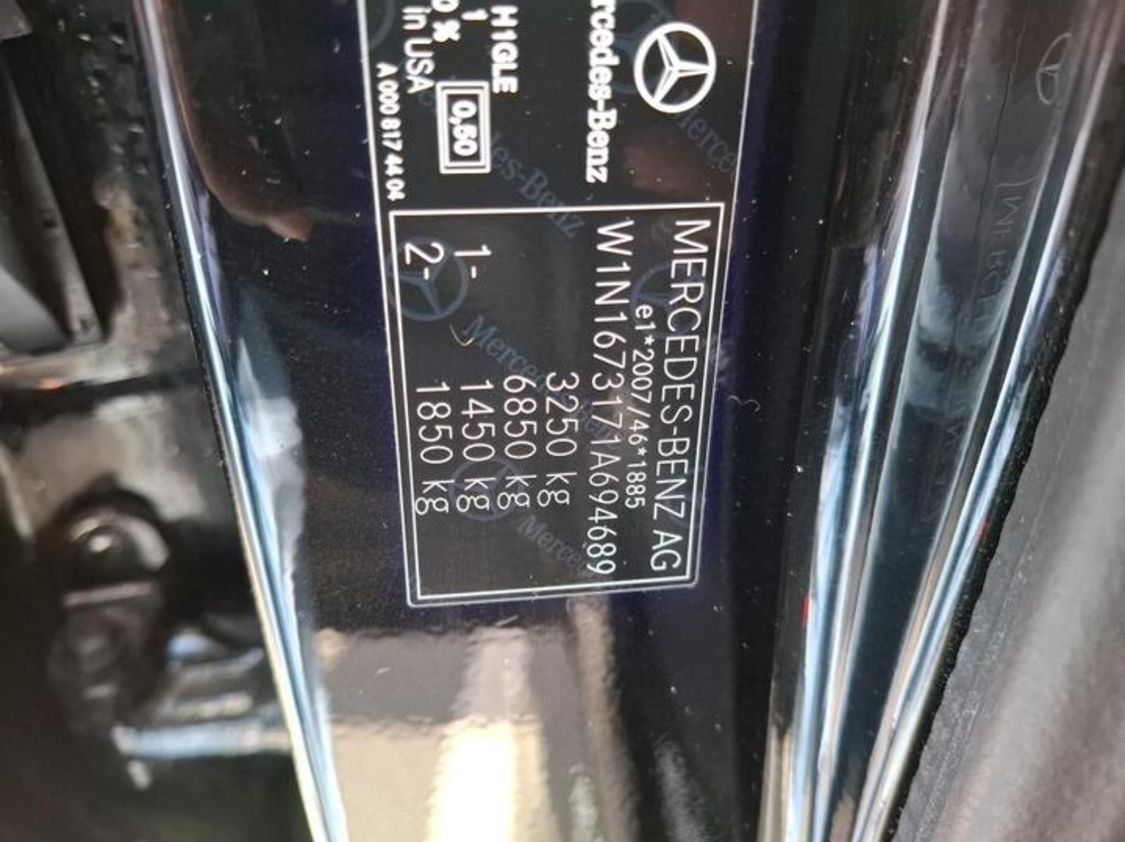 Mercedes-Benz
H1GLE
1
0,50
in USA
A 000 817 44 04
MERCEDES-BENZ AG
e1*2007/46*1885
W1N1673171A694689
3250 kg
6850 kg
1- 1450 kg
2- 1850 kg